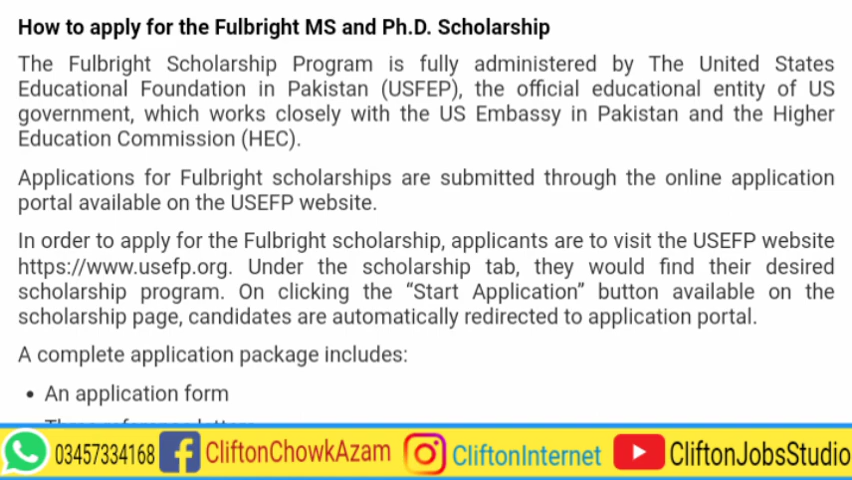 How to apply for the Fulbright MS and Ph.D. Scholarship
The Fulbright Scholarship Program is fully administered by The United States
Educational Foundation in Pakistan (USFEP), the official educational entity of US
government, which works closely with the US Embassy in Pakistan and the Higher
Education Commission (HEC).
Applications for Fulbright scholarships are submitted through the online application
portal available on the USEFP website.
In order to apply for the Fulbright scholarship, applicants are to visit the USEFP website
https://www.usefp.org. Under the scholarship tab, they would find their desired
scholarship program. On clicking the “Start Application” button available on the
scholarship page, candidates are automatically redirected to application portal.
A complete application package includes:
• An application form
03457334168 CliftonChowkAzam CliftonInternet CliftonJobsStudio